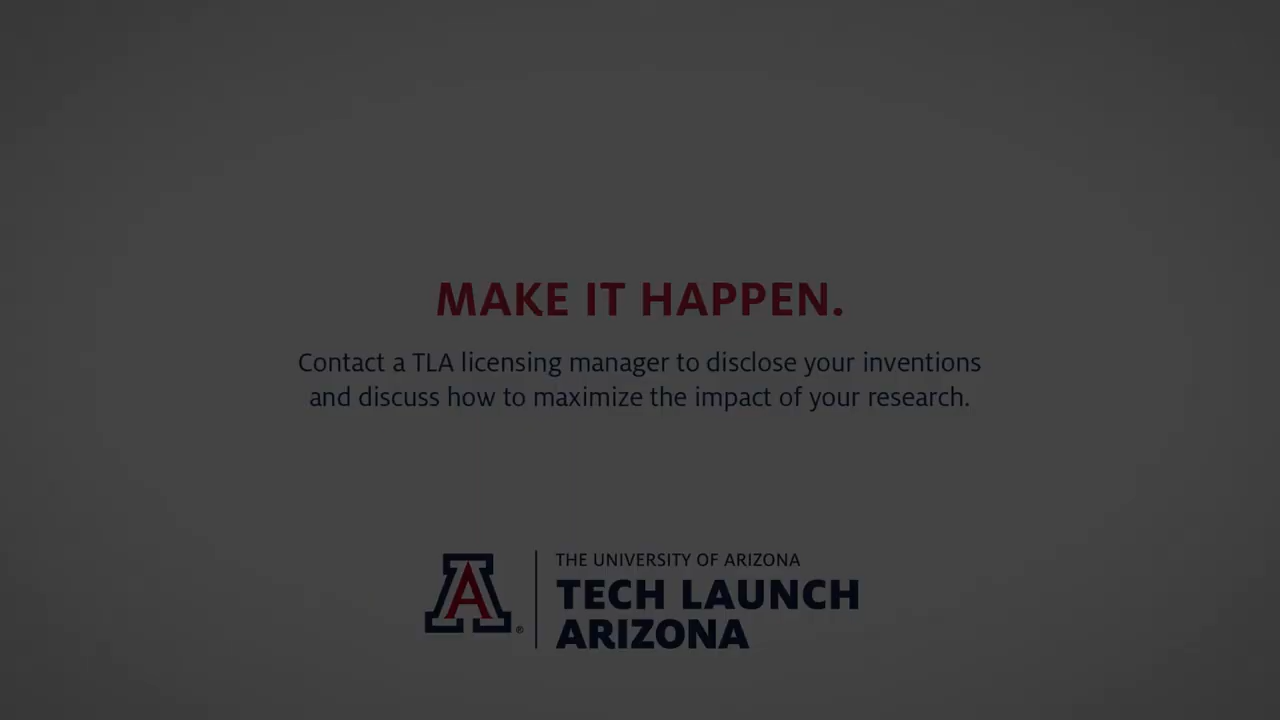 MAKE IT HAPPEN.
Contact a TLA licensing manager to disclose your inventions
and discuss how to maximize the impact of your research.
A ®
THE UNIVERSITY OF ARIZONA
TECH LAUNCH
ARIZONA